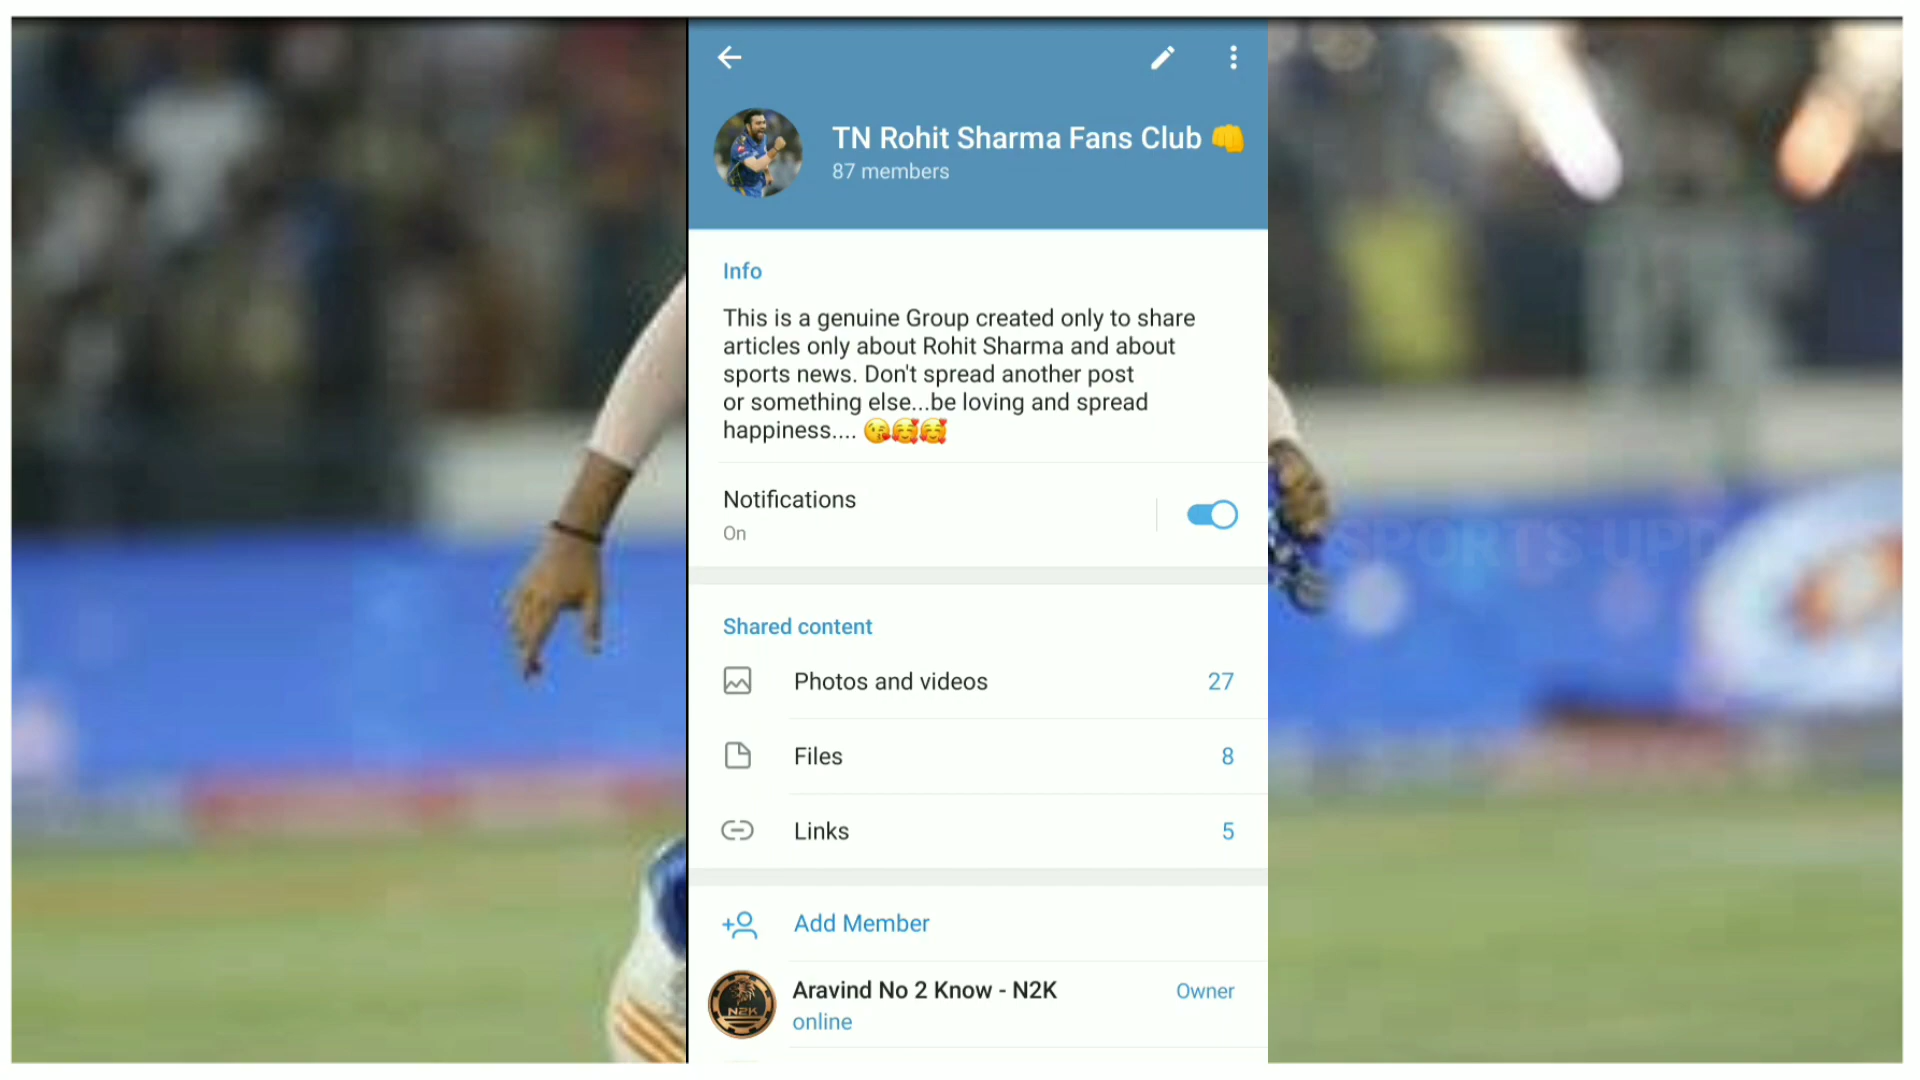 TN Rohit Sharma Fans Club 👊
87 members
Info
This is a genuine Group created only to share
articles only about Rohit Sharma and about
sports news. Don't spread another post
or something else...be loving and spread
happiness.... 😘🥰🥰
Notifications
On
SPORTS UPD
Shared content
Photos and videos 27
Files 8
Links 5
Add Member
Aravind No 2 Know - N2K Owner
N2K
online